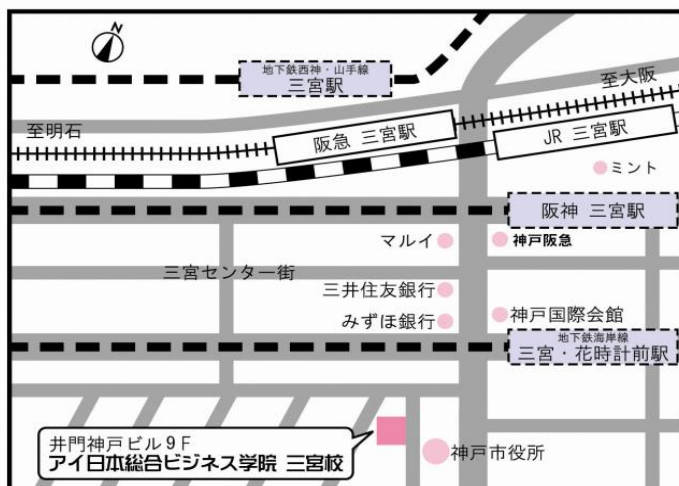 N
地下鉄西神・山手線
三宮駅
至大阪
至明石
阪急 三宮駅
JR 三宮駅
ミント
阪神 三宮駅
マルイ
神戸阪急
三宮センター街
三井住友銀行
神戸国際会館
みずほ銀行
地下鉄海岸線
三宮・花時計前駅
井門神戸ビル9F
アイ日本総合ビジネス学院 三宮校
神戸市役所